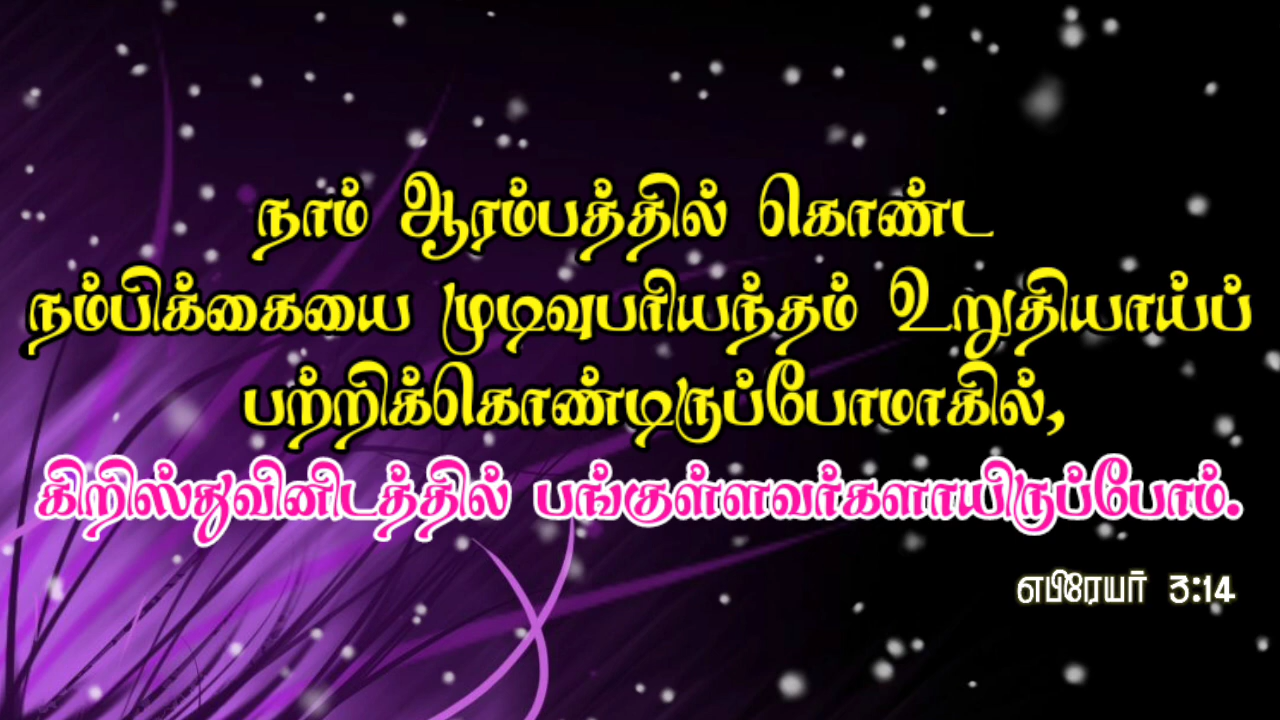 நாம் ஆரம்பத்தில் கொண்ட
நம்பிக்கையை முடிவுபரியந்தம் உறுதியாய்ப்
பற்றிக்கொண்டிருப்போமாகில்,
கிறிஸ்துவினிடத்தில் பங்குள்ளவர்களாயிருப்போம்.
எபிரேயர் 3:14